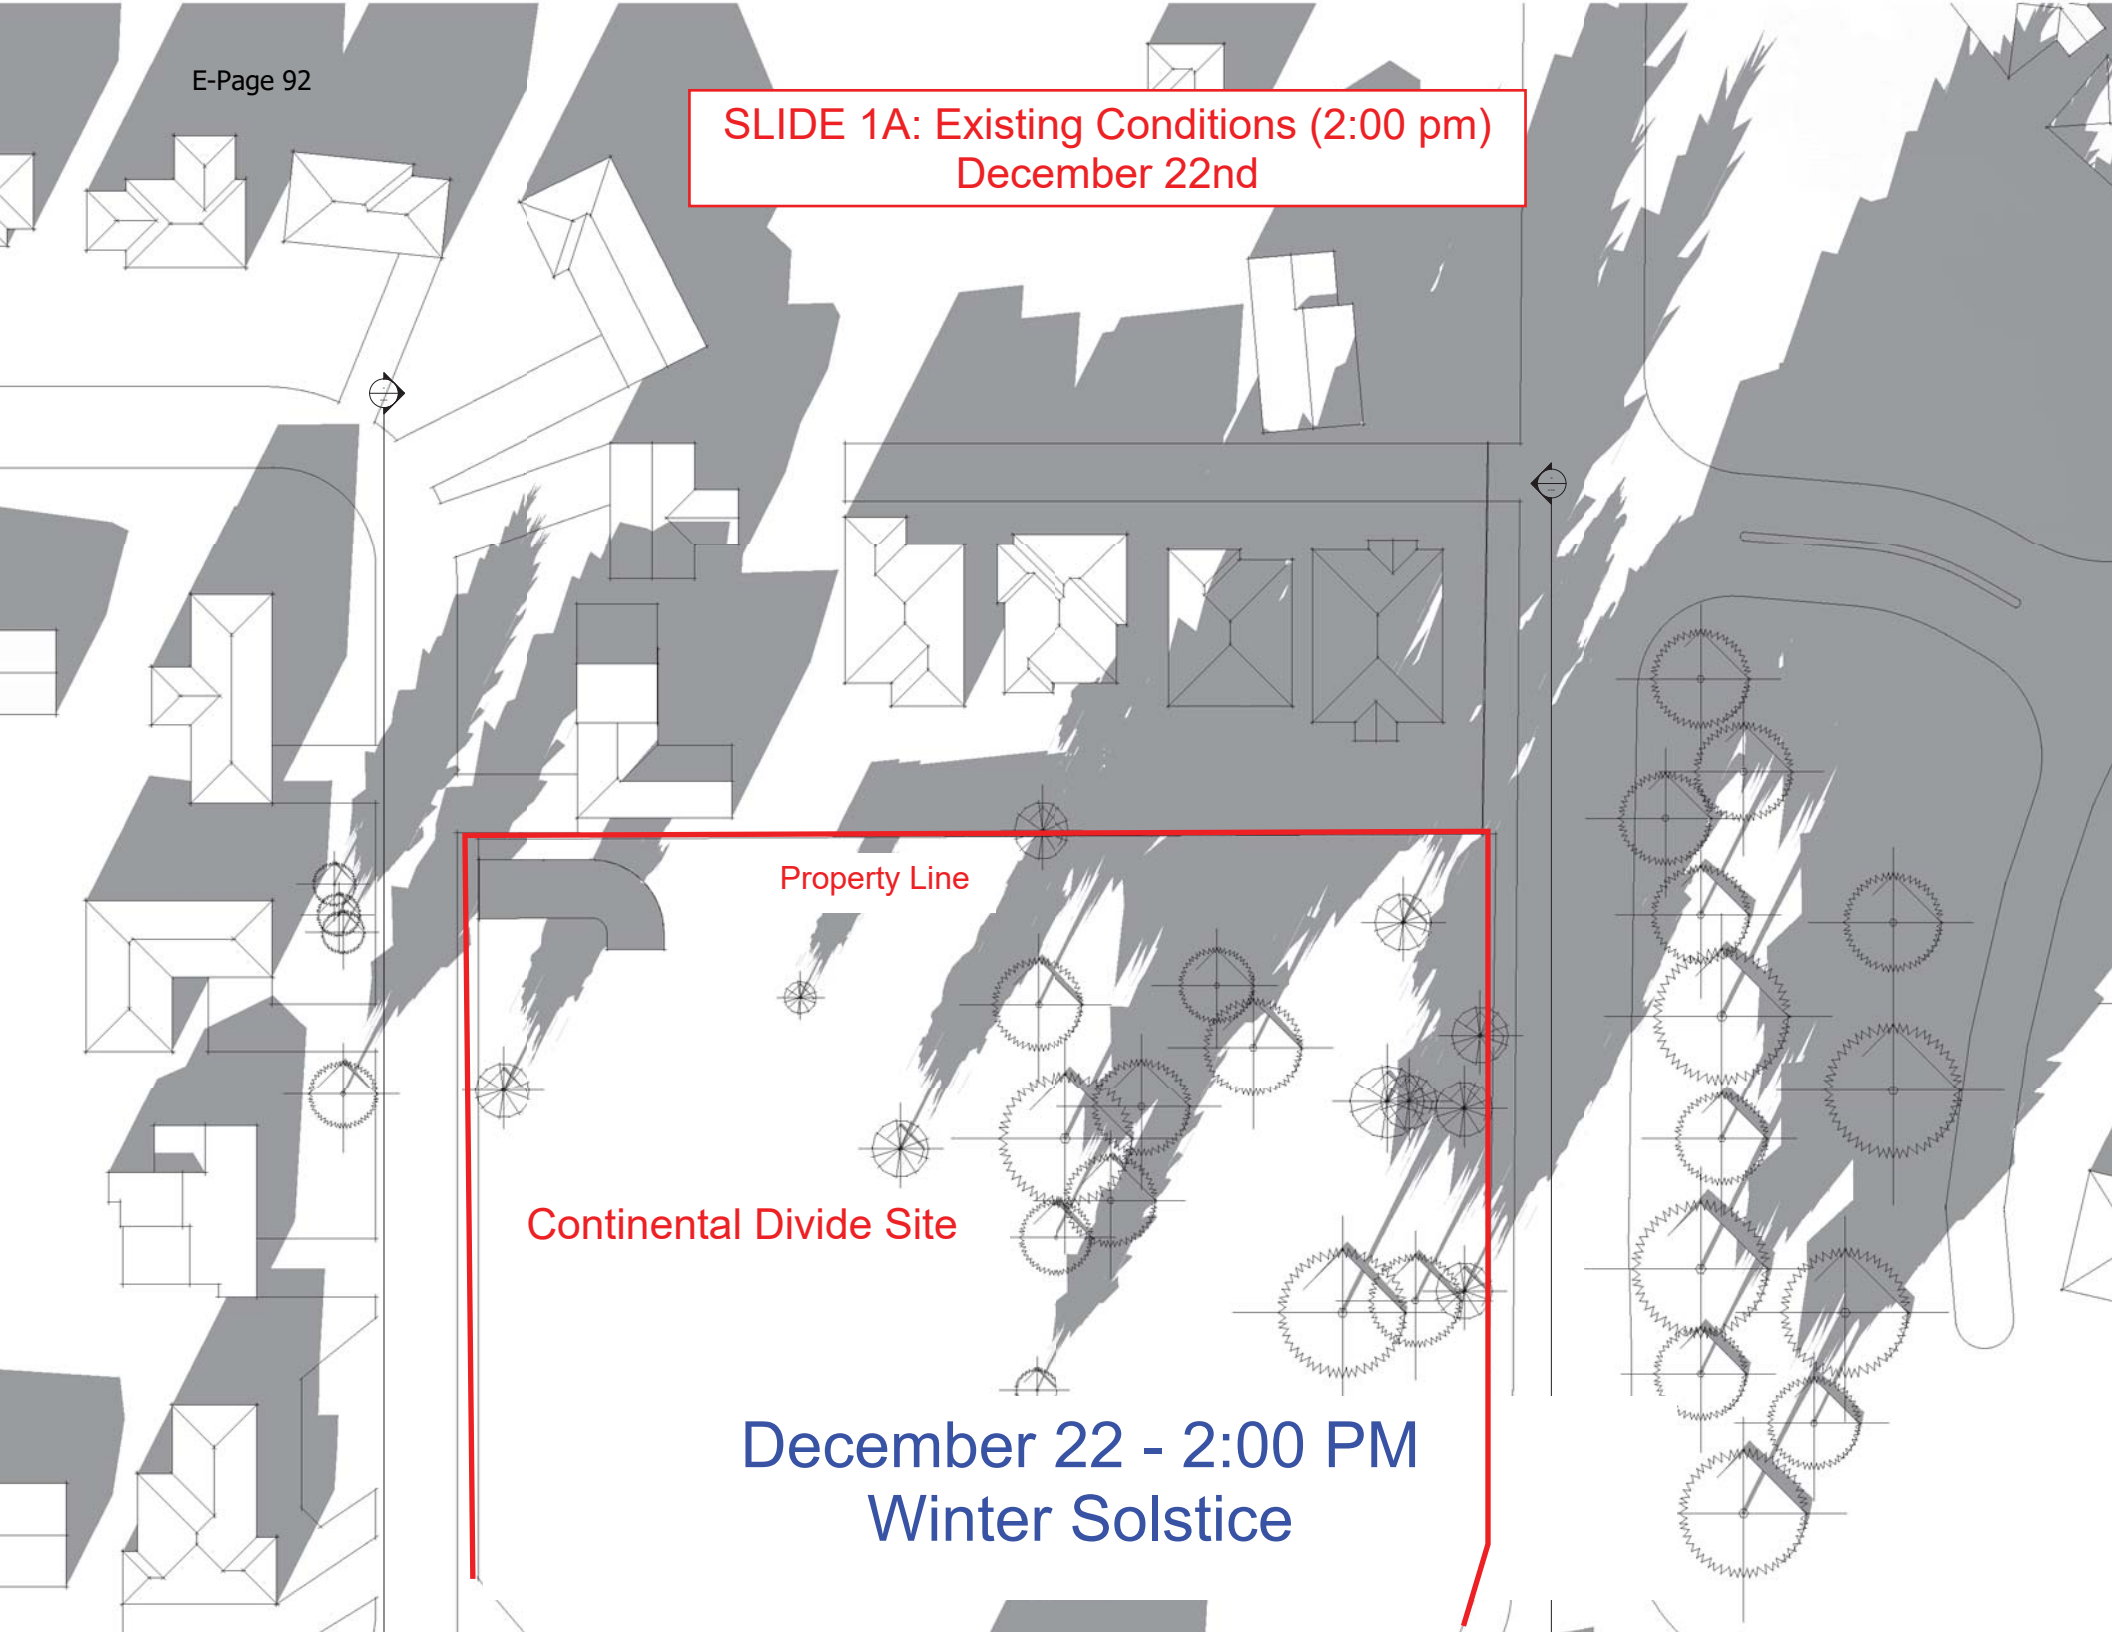 E-Page 92
SLIDE 1A: Existing Conditions (2:00 pm)
December 22nd
Property Line
Continental Divide Site
December 22 - 2:00 PM
Winter Solstice